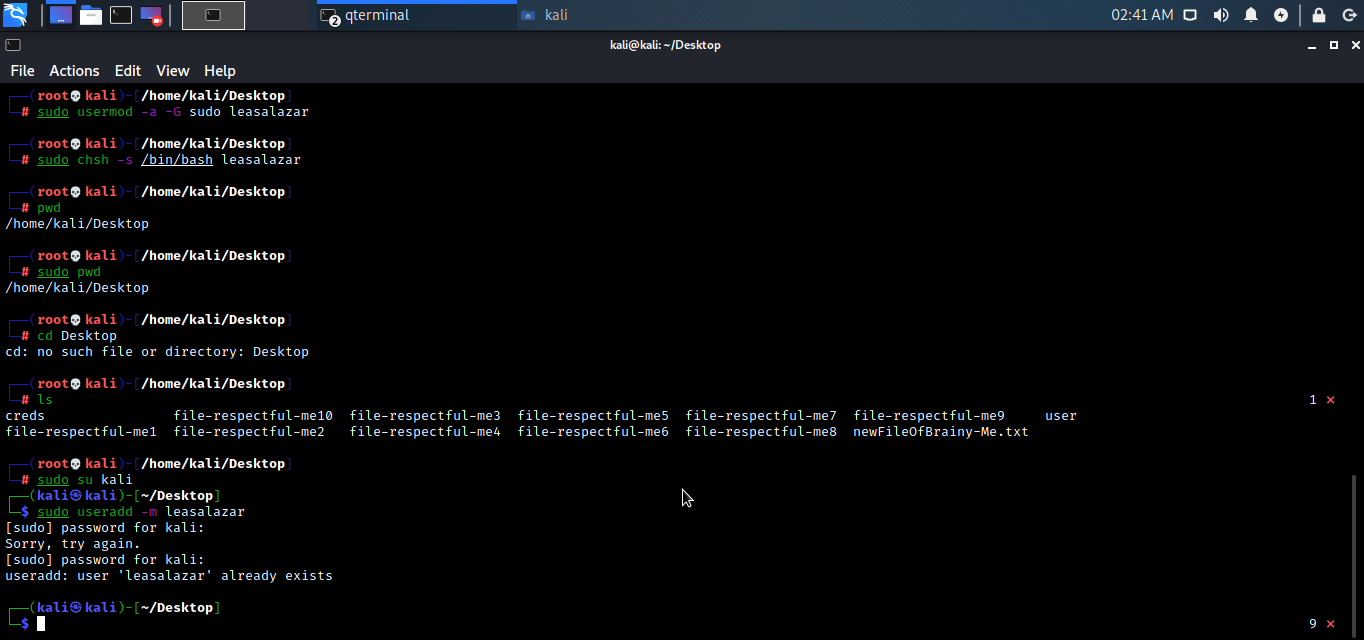 2 qterminal kali 02:41 AM
kali@kali: ~/Desktop
File Actions Edit View Help
(root💀kali)-[/home/kali/Desktop]
# sudo usermod -a -G sudo leasalazar
(root💀kali)-[/home/kali/Desktop]
# sudo chsh -s /bin/bash leasalazar
(root💀kali)-[/home/kali/Desktop]
# pwd
/home/kali/Desktop
(root💀kali)-[/home/kali/Desktop]
# sudo pwd
/home/kali/Desktop
(root💀kali)-[/home/kali/Desktop]
# cd Desktop
cd: no such file or directory: Desktop
(root💀kali)-[/home/kali/Desktop]
# ls 1 ×
creds file-respectful-me10 file-respectful-me3 file-respectful-me5 file-respectful-me7 file-respectful-me9 user
file-respectful-me1 file-respectful-me2 file-respectful-me4 file-respectful-me6 file-respectful-me8 newFileOfBrainy-Me.txt
(root💀kali)-[/home/kali/Desktop]
# sudo su kali
(kali㉿kali)-[~/Desktop]
$ sudo useradd -m leasalazar
[sudo] password for kali:
Sorry, try again.
[sudo] password for kali:
useradd: user 'leasalazar' already exists
(kali㉿kali)-[~/Desktop]
$ 9 ×